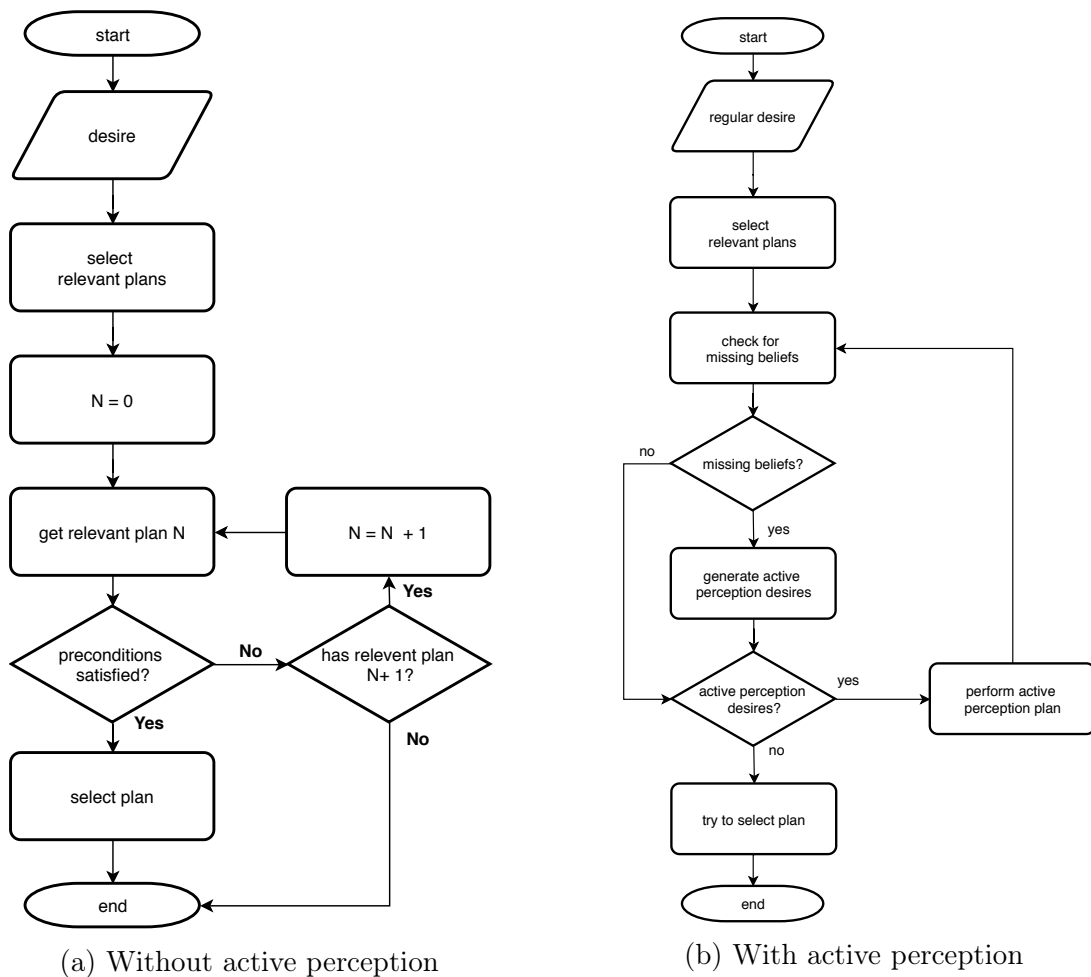 start
desire
select
relevant plans
N = 0
get relevant plan N
N = N + 1
Yes
preconditions
satisfied?
No
has relevent plan
N+ 1?
Yes
No
select plan
end
(a) Without active perception
start
regular desire
select
relevant plans
check for
missing beliefs
no
missing beliefs?
yes
generate active
perception desires
active perception
desires?
yes
perform active
perception plan
no
try to select plan
end
(b) With active perception